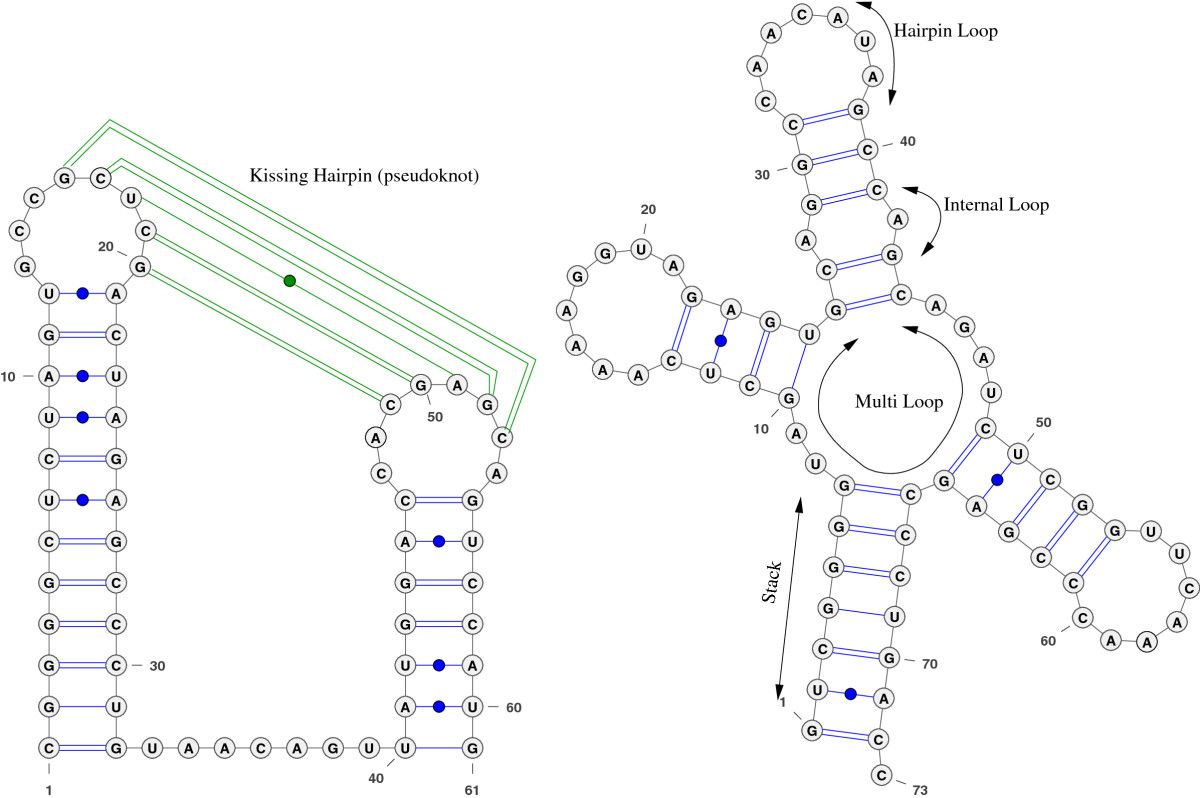 Kissing Hairpin (pseudoknot)
C G G G G C U C U A G U G C C G C U C G A C U A G A G C C C U G U A A C A G U U A U G G A C C A C G A G C A G U C C A U G
1
10
20
30
40
50
60
61
Hairpin Loop
Internal Loop
Multi Loop
Stack
G U C G G G G U A G C U C A A A A G G U A G A G U G C A G G C C A A C A U A G C C A G C A G A U C U C G G U U C A A A C C C G A G C C C U G A C C
1
10
20
30
40
50
60
70
73